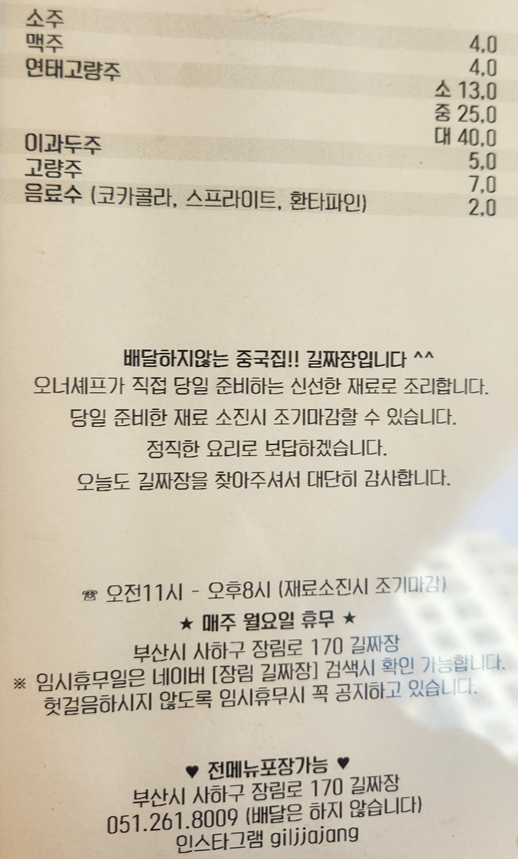 소주 4.0
맥주 4.0
연태고량주 소 13.0
중 25.0
대 40.0
이과두주 5.0
고량주 7.0
음료수 (코카콜라, 스프라이트, 환타파인) 2.0
배달하지않는 중국집!! 길짜장입니다 ^^
오너셰프가 직접 당일 준비하는 신선한 재료로 조리합니다.
당일 준비한 재료 소진시 조기마감할 수 있습니다.
정직한 요리로 보답하겠습니다.
오늘도 길짜장을 찾아주셔서 대단히 감사합니다.
☏ 오전11시 - 오후8시 (재료소진시 조기마감)
★ 매주 월요일 휴무 ★
부산시 사하구 장림로 170 길짜장
※ 임시휴무일은 네이버 [장림 길짜장] 검색시 확인 가능합니다.
헛걸음하시지 않도록 임시휴무시 꼭 공지하고 있습니다.
♥ 전메뉴포장가능 ♥
부산시 사하구 장림로 170 길짜장
051.261.8009 (배달은 하지 않습니다)
인스타그램 giljjajang